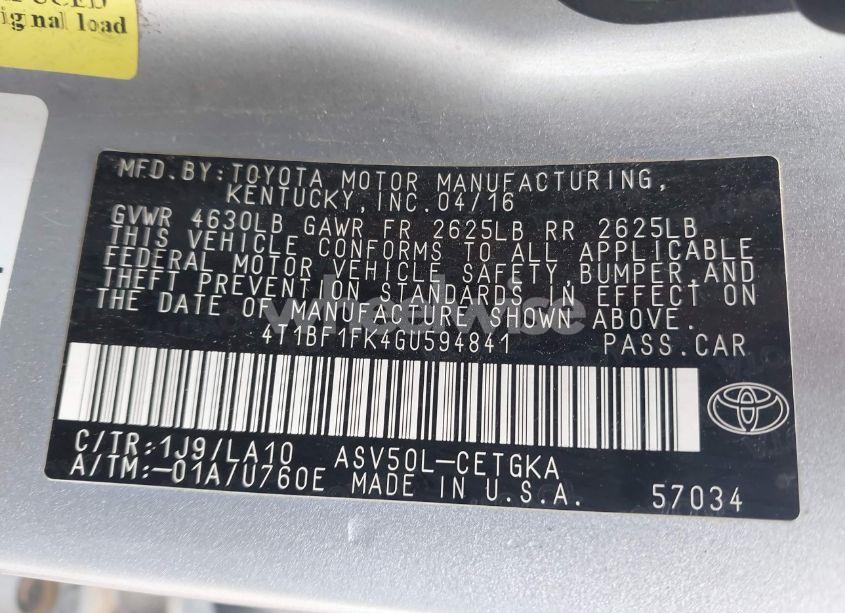 ignal load
MFD.BY:TOYOTA MOTOR MANUFACTURING,
KENTUCKY,INC.04/16
GVWR 4630LB GAWR FR 2625LB RR 2625LB
THIS VEHICLE CONFORMS TO ALL APPLICABLE
FEDERAL MOTOR VEHICLE SAFETY,BUMPER,AND
THEFT PREVENTION STANDARDS IN EFFECT ON
THE DATE OF MANUFACTURE SHOWN ABOVE.
wheelwise
4T1BF1FK4GU594841 PASS.CAR
C/TR:1J9/LA10 ASV50L-CETGKA
A/TM:-01A/U760E MADE IN U.S.A. 57034